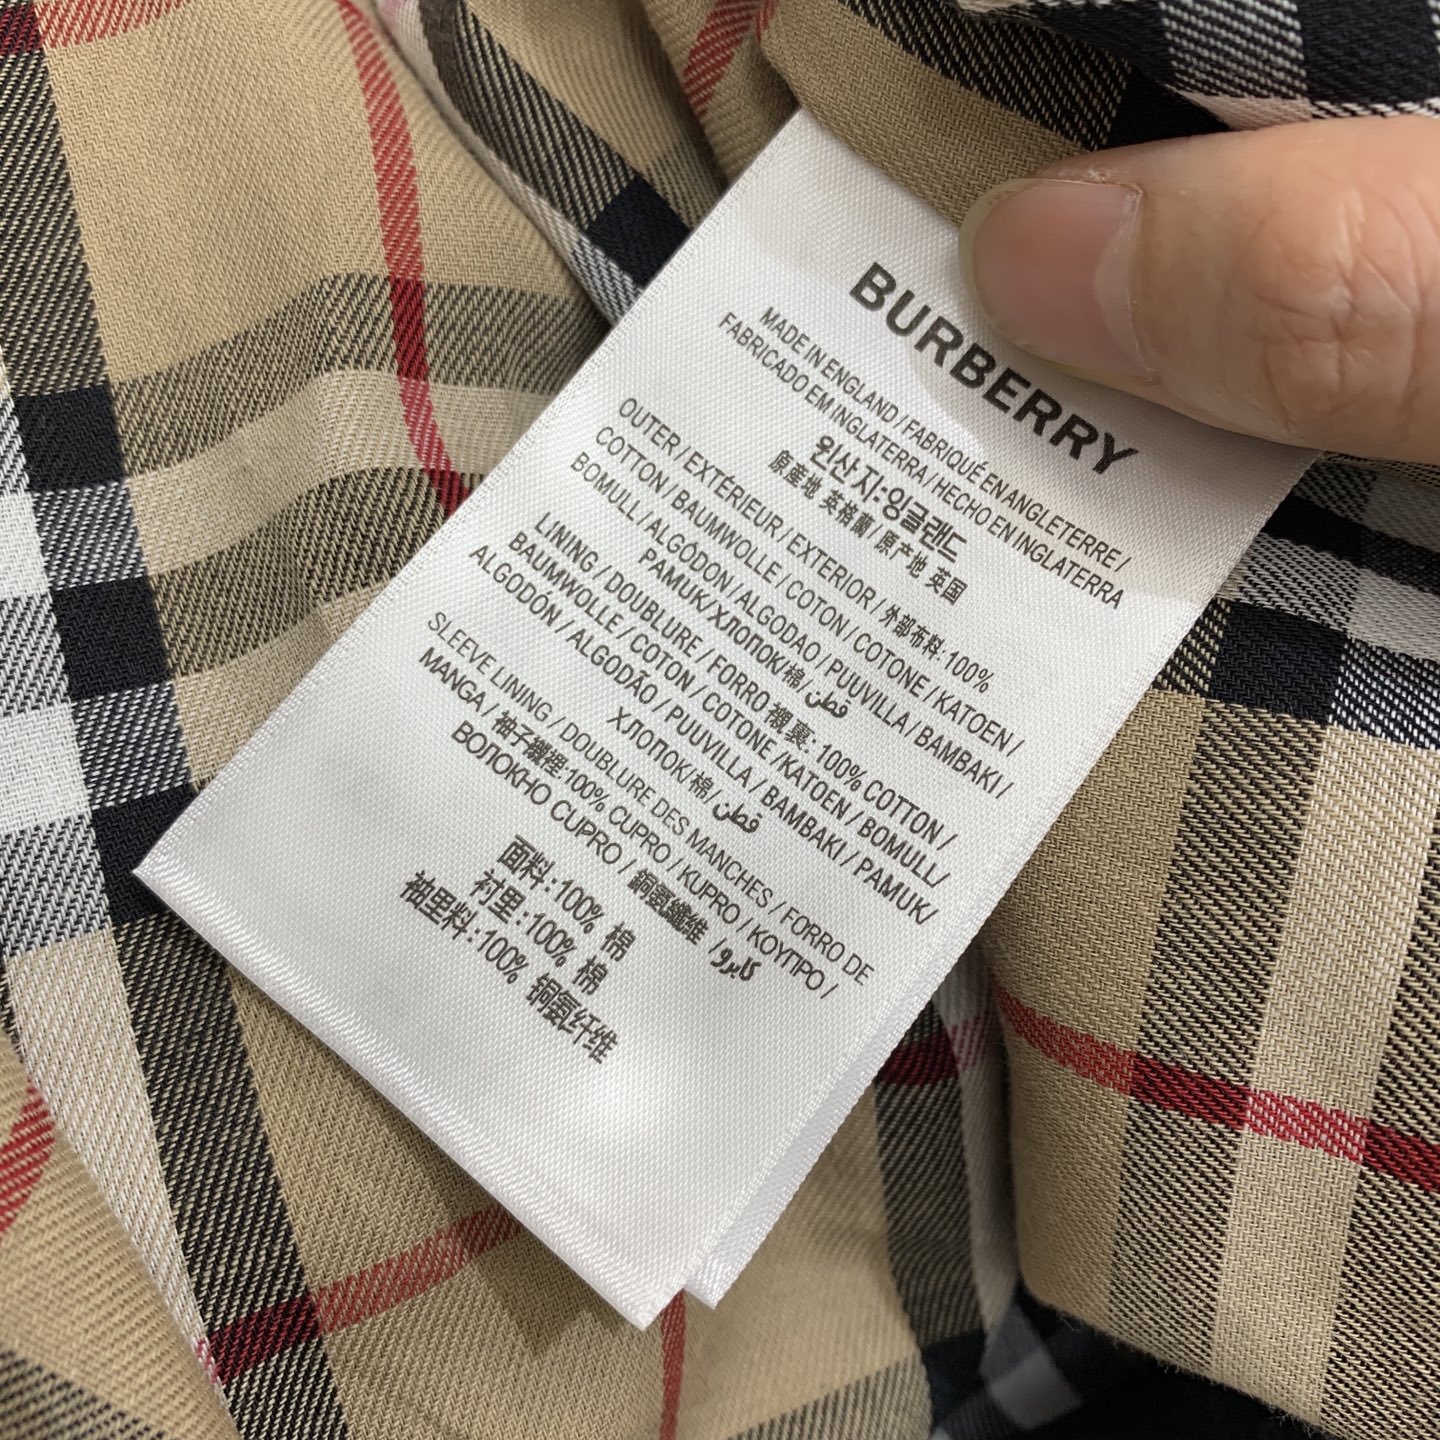 BURBERRY
MADE IN ENGLAND / FABRIQUÉ EN ANGLETERRE /
FABRICADO EM INGLATERRA / HECHO EN INGLATERRA
원산지:잉글랜드
原產地 英格蘭 / 原产地 英国
OUTER / EXTÉRIEUR / EXTERIOR / 外部布料: 100%
COTTON / BAUMWOLLE / COTON / COTONE / KATOEN /
BOMULL / ALGODÓN / ALGODAO / PUUVILLA / BAMBAKI /
PAMUK/ХЛОПОК/棉/قطن
LINING / DOUBLURE / FORRO 襯裏: 100% COTTON /
BAUMWOLLE / COTON / COTONE / KATOEN / BOMULL/
ALGODÓN / ALGODÃO / PUUVILLA / BAMBAKI / PAMUK/
ХЛОПОК/棉/قطن
SLEEVE LINING / DOUBLURE DES MANCHES / FORRO DE
MANGA / 袖子襯裡:100% CUPRO / KUPRO / ΚΟΥΠΡΟ /
ВОЛОКНО CUPRO / 銅氨纖維 / كابرو
面料:100% 棉
衬里:100% 棉
袖里料:100% 铜氨纤维